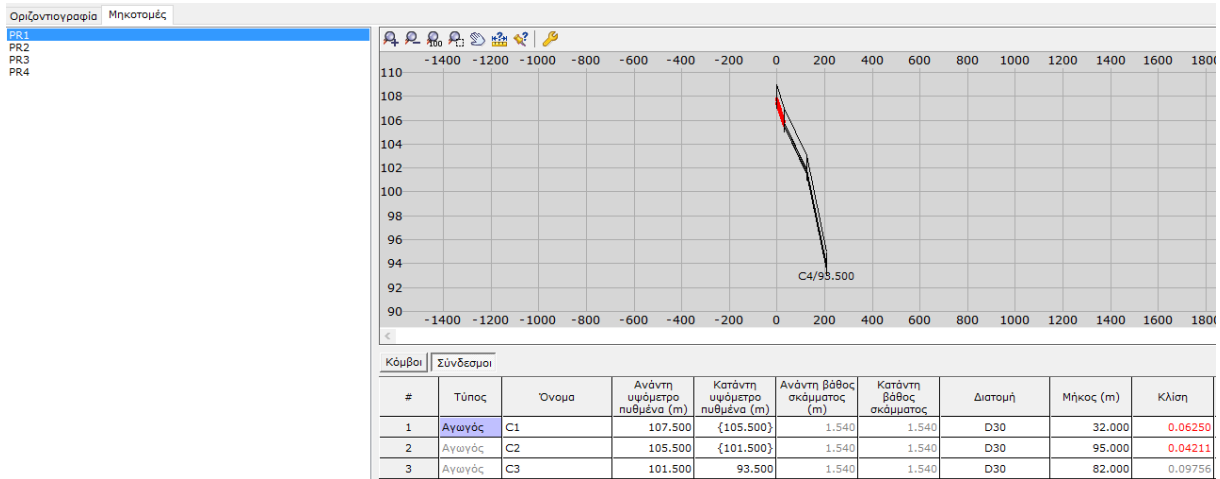 Οριζοντιογραφία Μηκοτομές
PR1
PR2
PR3
PR4
100
-1400 -1200 -1000 -800 -600 -400 -200 0 200 400 600 800 1000 1200 1400 1600 1800
110
108
106
104
102
100
98
96
94
C4/93.500
92
90
-1400 -1200 -1000 -800 -600 -400 -200 0 200 400 600 800 1000 1200 1400 1600 1800
Κόμβοι Σύνδεσμοι
# Τύπος Όνομα Ανάντη υψόμετρο πυθμένα (m) Κατάντη υψόμετρο πυθμένα (m) Ανάντη βάθος σκάμματος (m) Κατάντη βάθος σκάμματος Διατομή Μήκος (m) Κλίση
1 Αγωγός C1 107.500 {105.500} 1.540 1.540 D30 32.000 0.06250
2 Αγωγός C2 105.500 {101.500} 1.540 1.540 D30 95.000 0.04211
3 Αγωγός C3 101.500 93.500 1.540 1.540 D30 82.000 0.09756